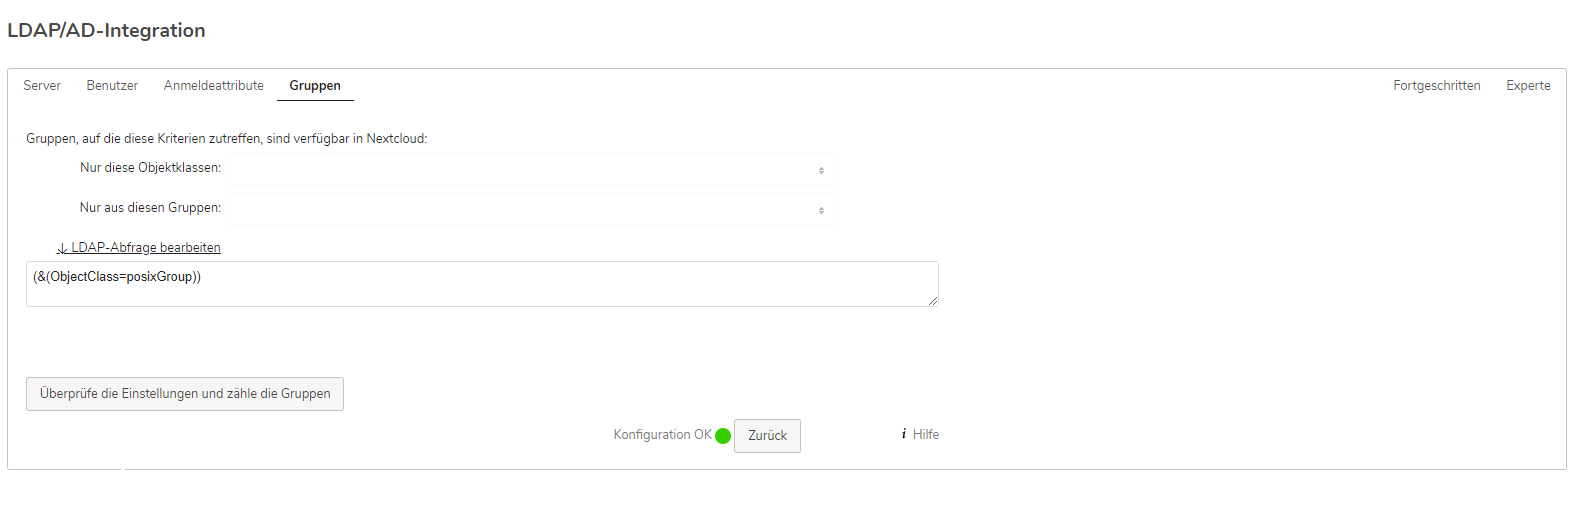 LDAP/AD-Integration
Server Benutzer Anmeldeattribute Gruppen Fortgeschritten Experte
Gruppen, auf die diese Kriterien zutreffen, sind verfügbar in Nextcloud:
Nur diese Objektklassen:
Nur aus diesen Gruppen:
↓ LDAP-Abfrage bearbeiten
(&(ObjectClass=posixGroup))
Überprüfe die Einstellungen und zähle die Gruppen
Konfiguration OK Zurück i Hilfe